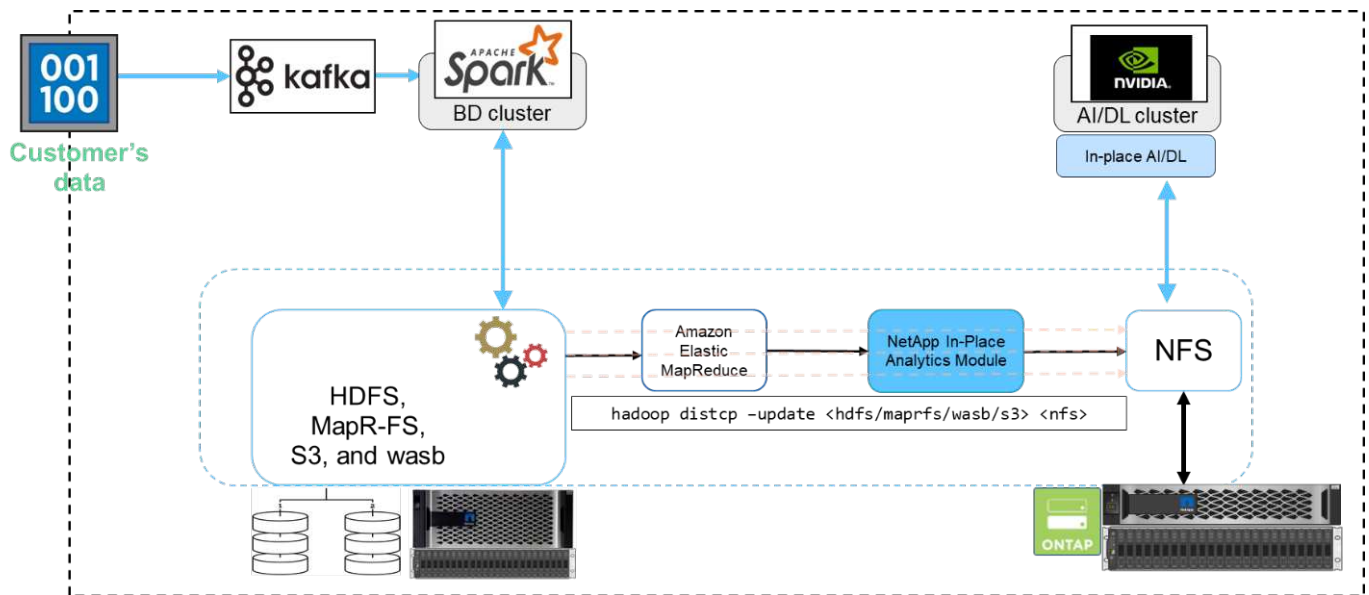 001
100
Customer's
data
kafka
APACHE
Spark™
BD cluster
NVIDIA.
AI/DL cluster
In-place AI/DL
HDFS,
MapR-FS,
S3, and wasb
Amazon
Elastic
MapReduce
NetApp In-Place
Analytics Module
NFS
hadoop distcp –update <hdfs/maprfs/wasb/s3> <nfs>
ONTAP